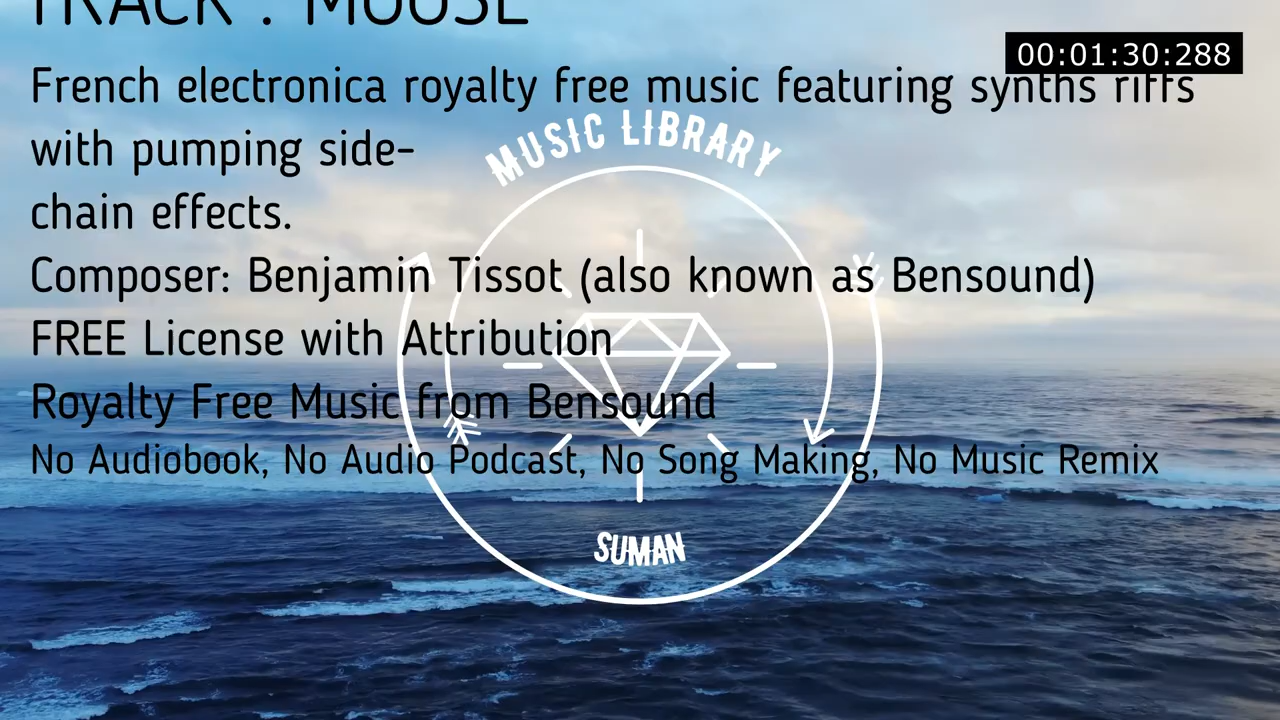 TRACK : MOOSE
00:01:30:288
French electronica royalty free music featuring synths riffs
with pumping side-
chain effects.
MUSIC LIBRARY
Composer: Benjamin Tissot (also known as Bensound)
FREE License with Attribution
Royalty Free Music from Bensound
No Audiobook, No Audio Podcast, No Song Making, No Music Remix
SUMAN